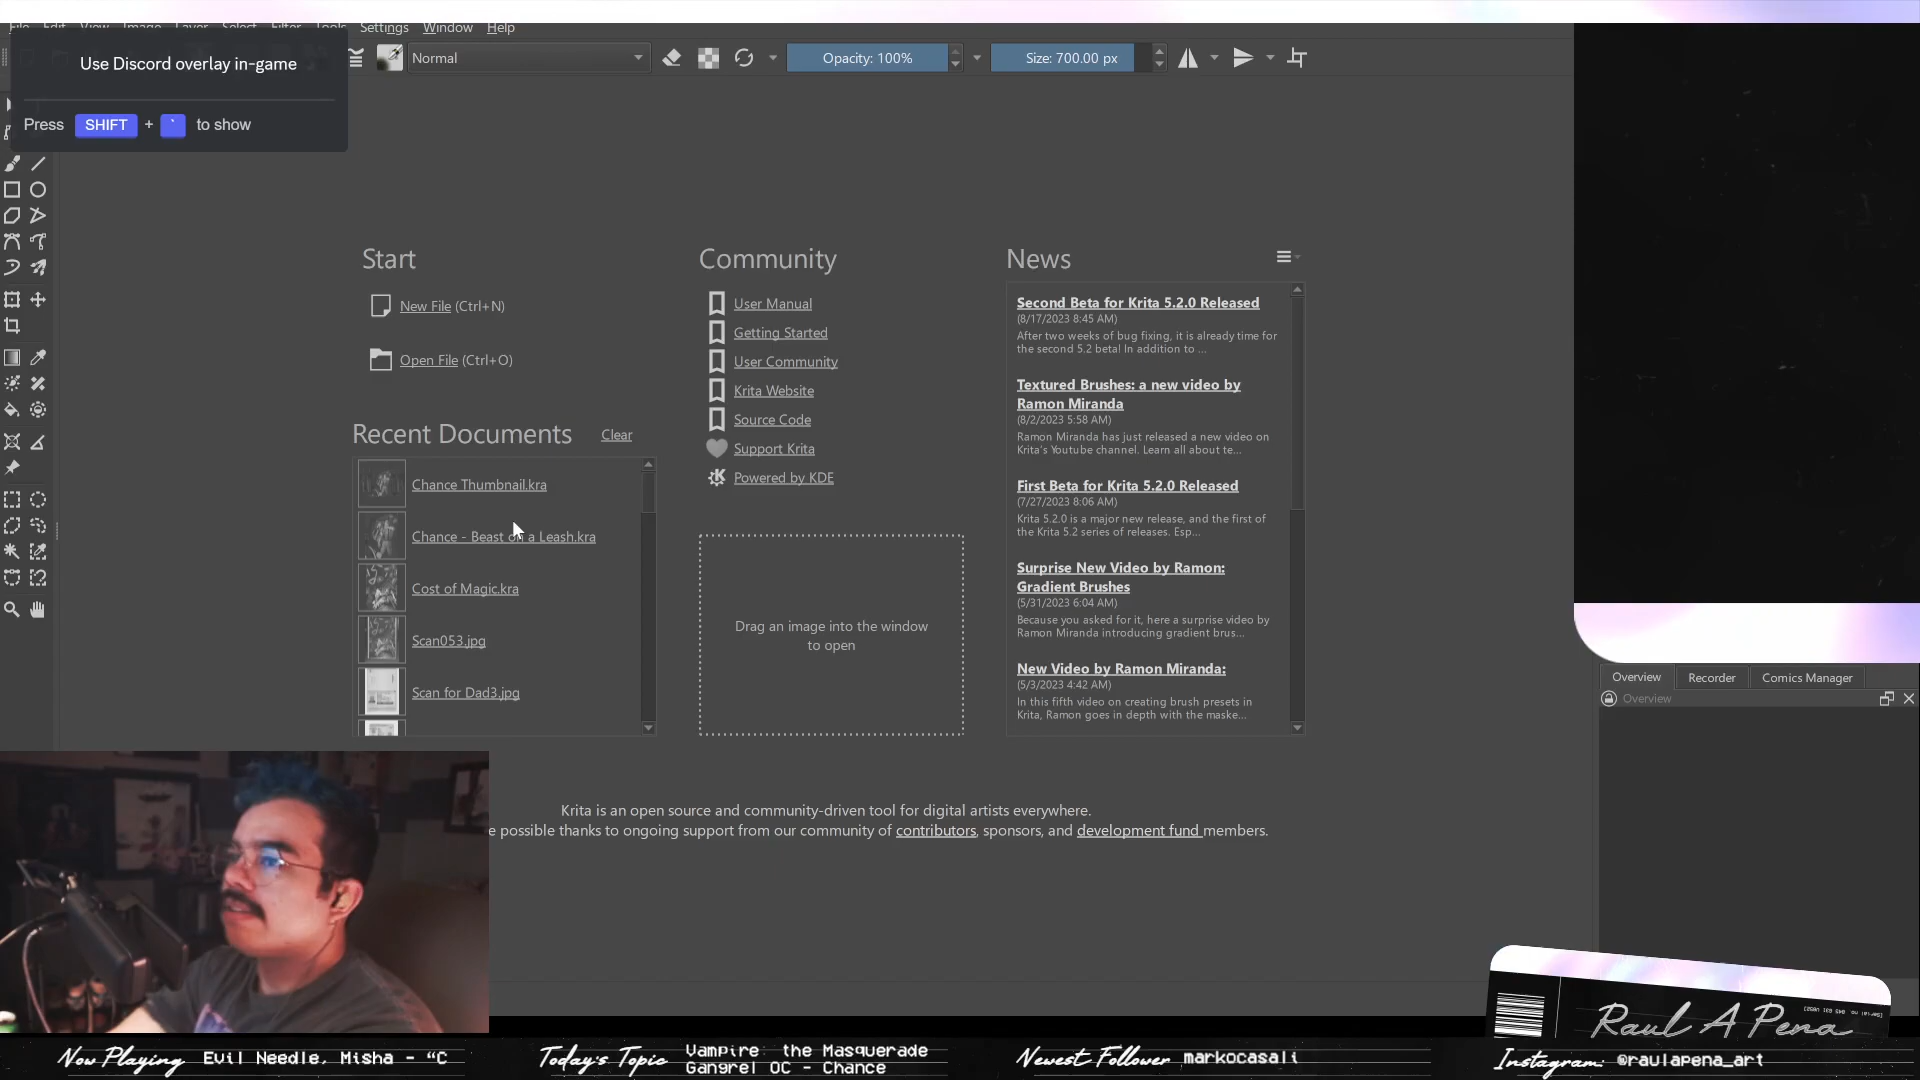 File Edit View Image Layer Select Filter Tools Settings Window Help
Use Discord overlay in-game
Press SHIFT + ` to show
Normal
Opacity: 100%
Size: 700.00 px
Start
New File (Ctrl+N)
Open File (Ctrl+O)
Recent Documents
Clear
Chance Thumbnail.kra
Chance - Beast on a Leash.kra
Cost of Magic.kra
Scan053.jpg
Scan for Dad3.jpg
Community
User Manual
Getting Started
User Community
Krita Website
Source Code
Support Krita
Powered by KDE
Drag an image into the window
to open
News
Second Beta for Krita 5.2.0 Released
(8/17/2023 8:45 AM)
After two weeks of bug fixing, it is already time for
the second 5.2 beta! In addition to ...
Textured Brushes: a new video by
Ramon Miranda
(8/2/2023 5:58 AM)
Ramon Miranda has just released a new video on
Krita's Youtube channel. Learn all about te...
First Beta for Krita 5.2.0 Released
(7/27/2023 8:06 AM)
Krita 5.2.0 is a major new release, and the first of
the Krita 5.2 series of releases. Esp...
Surprise New Video by Ramon:
Gradient Brushes
(5/31/2023 6:04 AM)
Because you asked for it, here a surprise video by
Ramon Miranda introducing gradient brus...
New Video by Ramon Miranda:
(5/3/2023 4:42 AM)
In this fifth video on creating brush presets in
Krita, Ramon goes in depth with the maske...
Krita is an open source and community-driven tool for digital artists everywhere.
e possible thanks to ongoing support from our community of contributors, sponsors, and development fund members.
Overview
Recorder
Comics Manager
Overview
Raul A Pena
Now Playing Evil Needle, Misha - “C
Today's Topic Vampire: the Masquerade
Gangrel OC - Chance
Newest Follower markocasali
Instagram: @raulapena_art